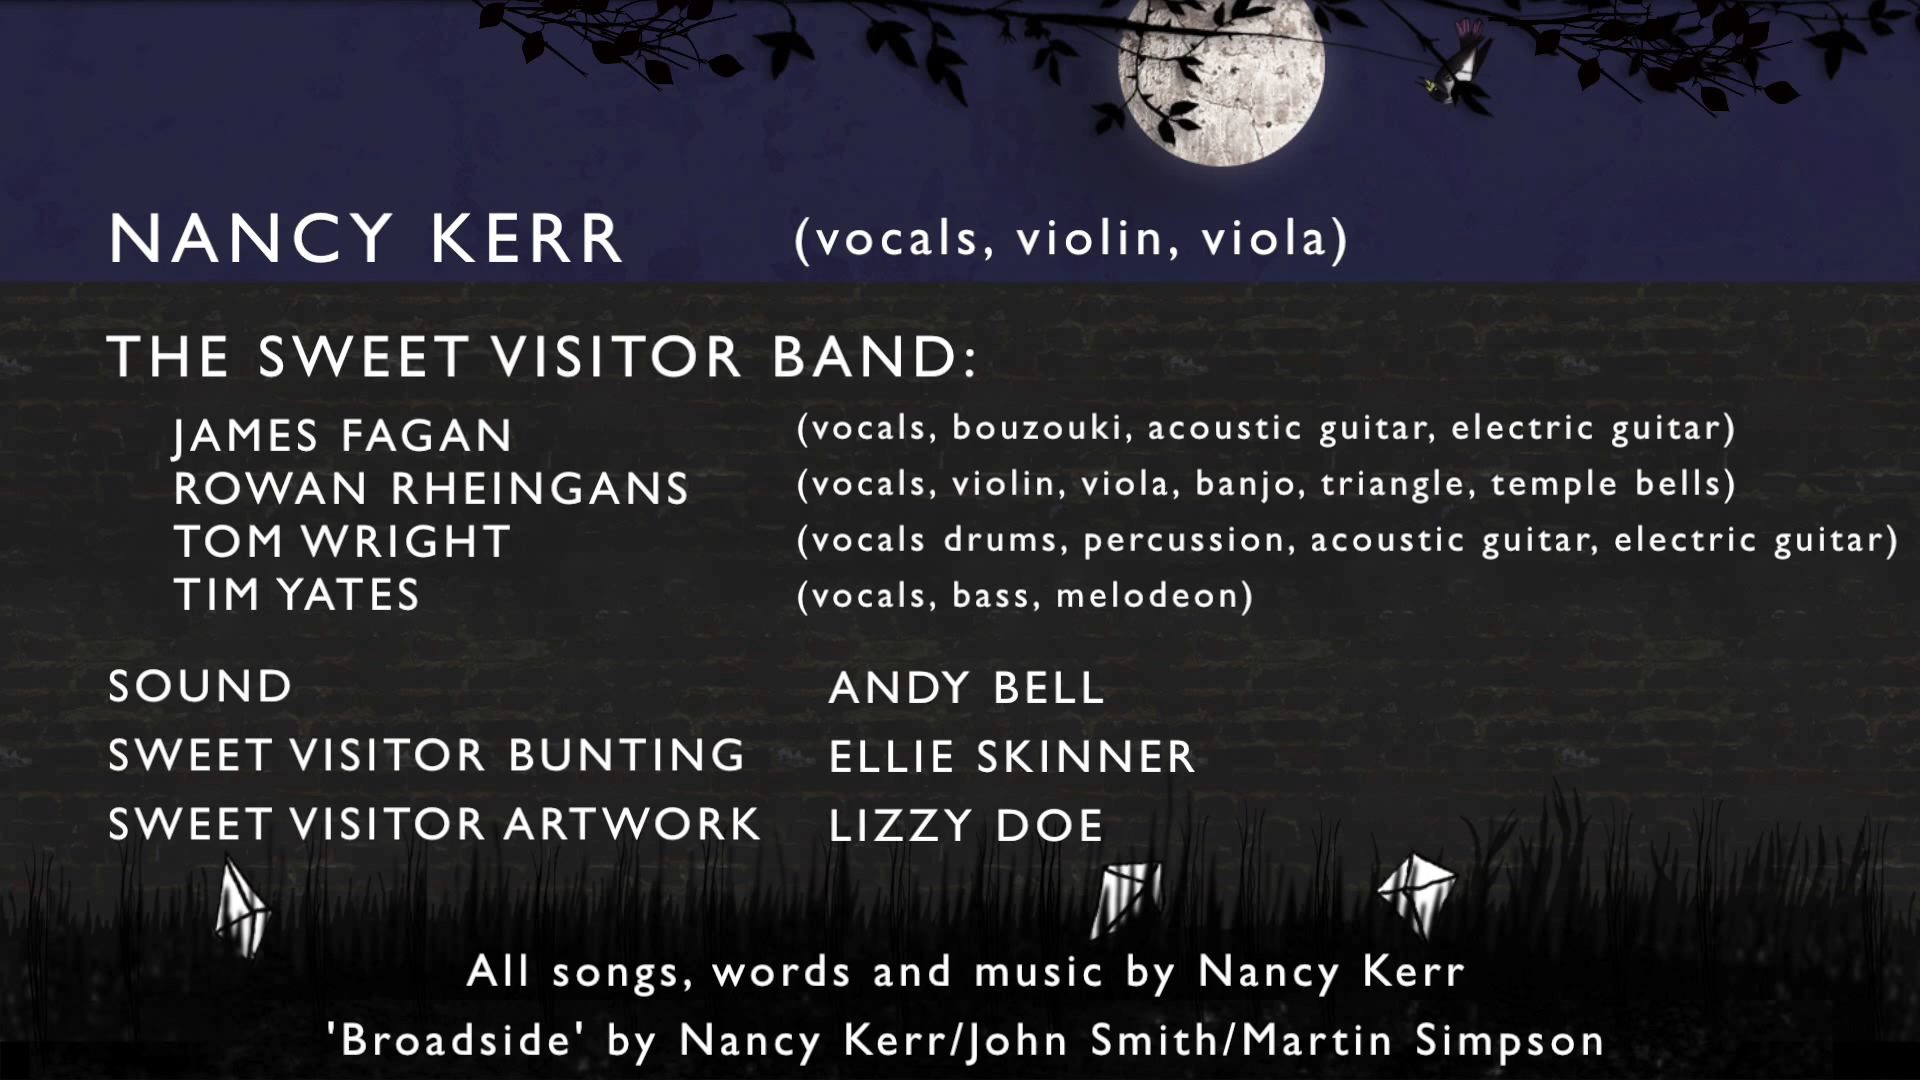 NANCY KERR (vocals, violin, viola)
THE SWEET VISITOR BAND:
JAMES FAGAN (vocals, bouzouki, acoustic guitar, electric guitar)
ROWAN RHEINGANS (vocals, violin, viola, banjo, triangle, temple bells)
TOM WRIGHT (vocals drums, percussion, acoustic guitar, electric guitar)
TIM YATES (vocals, bass, melodeon)
SOUND ANDY BELL
SWEET VISITOR BUNTING ELLIE SKINNER
SWEET VISITOR ARTWORK LIZZY DOE
All songs, words and music by Nancy Kerr
'Broadside' by Nancy Kerr/John Smith/Martin Simpson